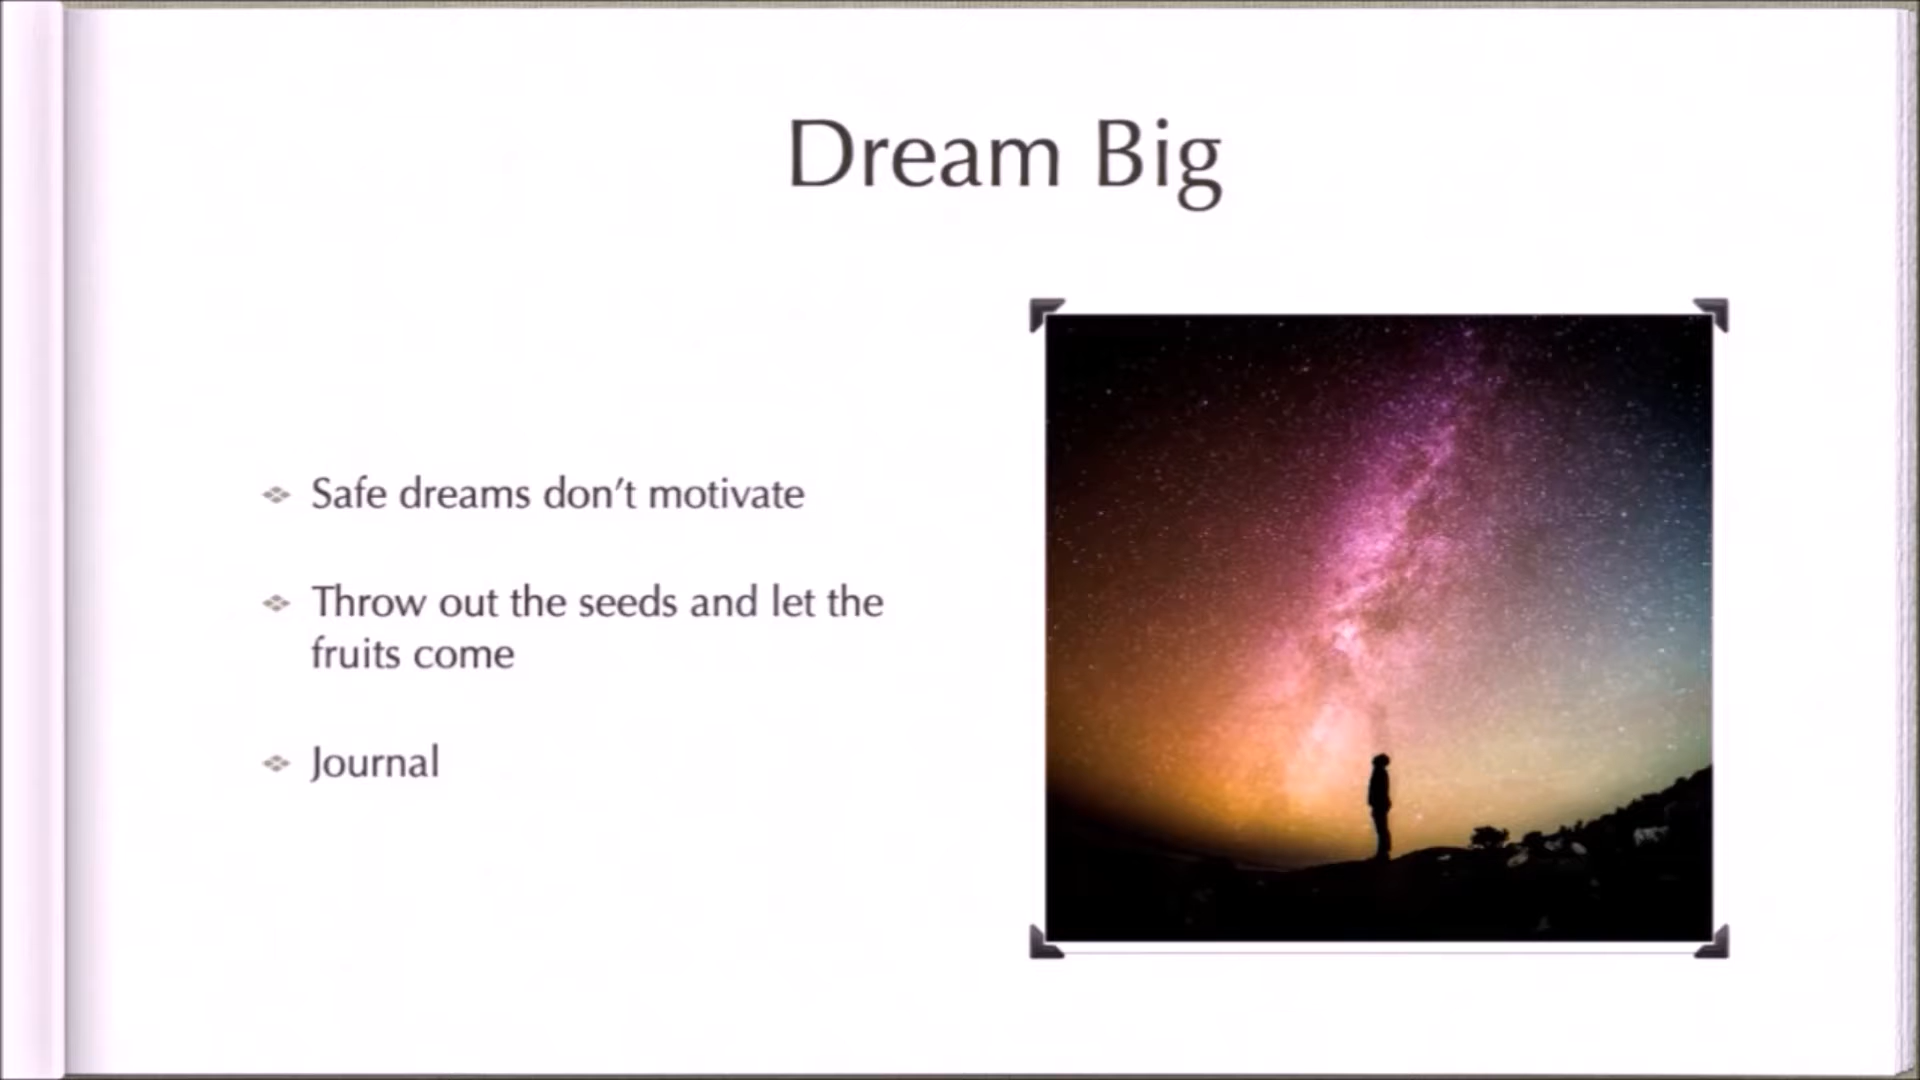 Dream Big
Safe dreams don't motivate
Throw out the seeds and let the
fruits come
Journal